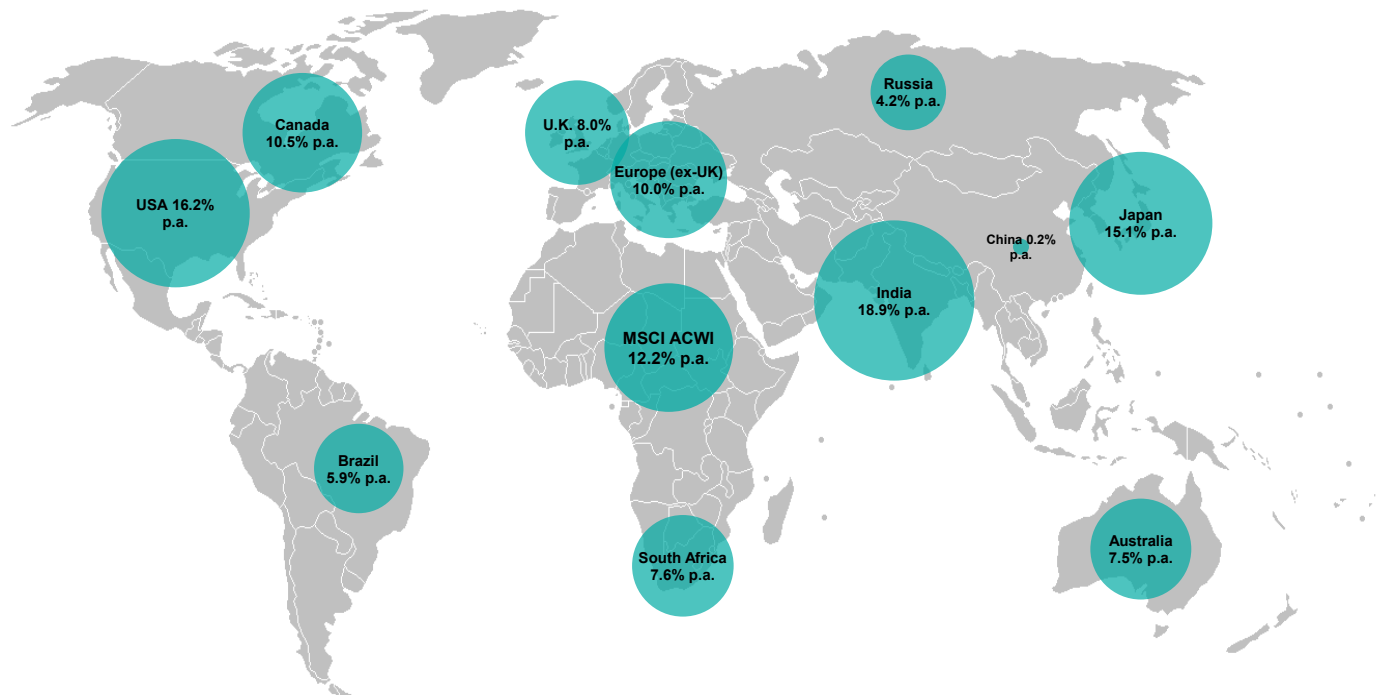 Russia
4.2% p.a.
Canada
10.5% p.a.
U.K. 8.0%
p.a.
Europe (ex-UK)
10.0% p.a.
USA 16.2%
p.a.
Japan
15.1% p.a.
China 0.2%
p.a.
India
18.9% p.a.
MSCI ACWI
12.2% p.a.
Brazil
5.9% p.a.
South Africa
7.6% p.a.
Australia
7.5% p.a.